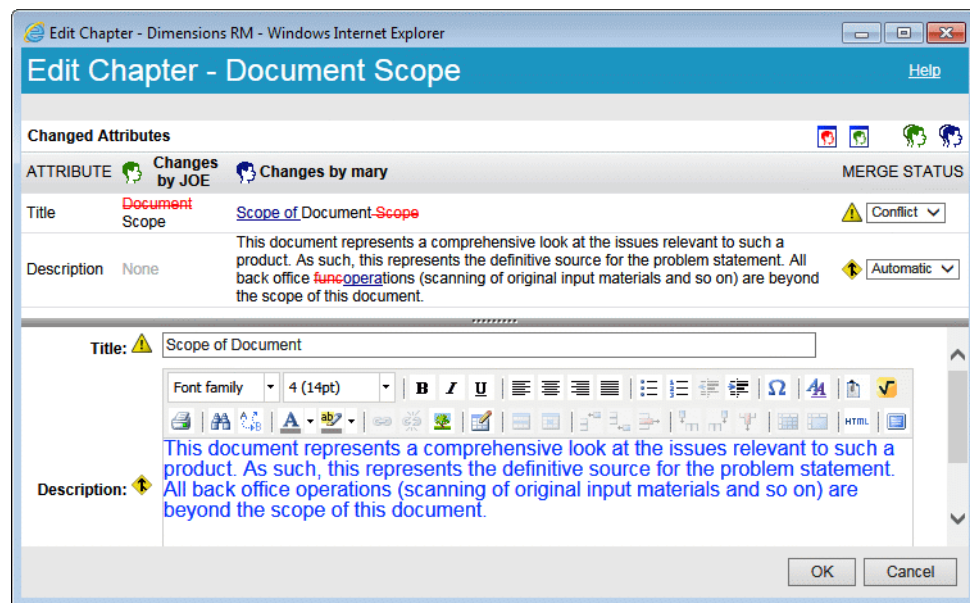 Edit Chapter - Dimensions RM - Windows Internet Explorer
Edit Chapter - Document Scope
Help
Changed Attributes
ATTRIBUTE Changes by JOE Changes by mary MERGE STATUS
Title Document Scope Scope of Document Scope Conflict
This document represents a comprehensive look at the issues relevant to such a
product. As such, this represents the definitive source for the problem statement. All
Description None back office funcoperations (scanning of original input materials and so on) are beyond Automatic
the scope of this document.
Title: Scope of Document
Font family 4 (14pt) B I U Ω A
A B A ab HTML
This document represents a comprehensive look at the issues relevant to such a
product. As such, this represents the definitive source for the problem statement.
Description: All back office operations (scanning of original input materials and so on) are
beyond the scope of this document.
OK Cancel